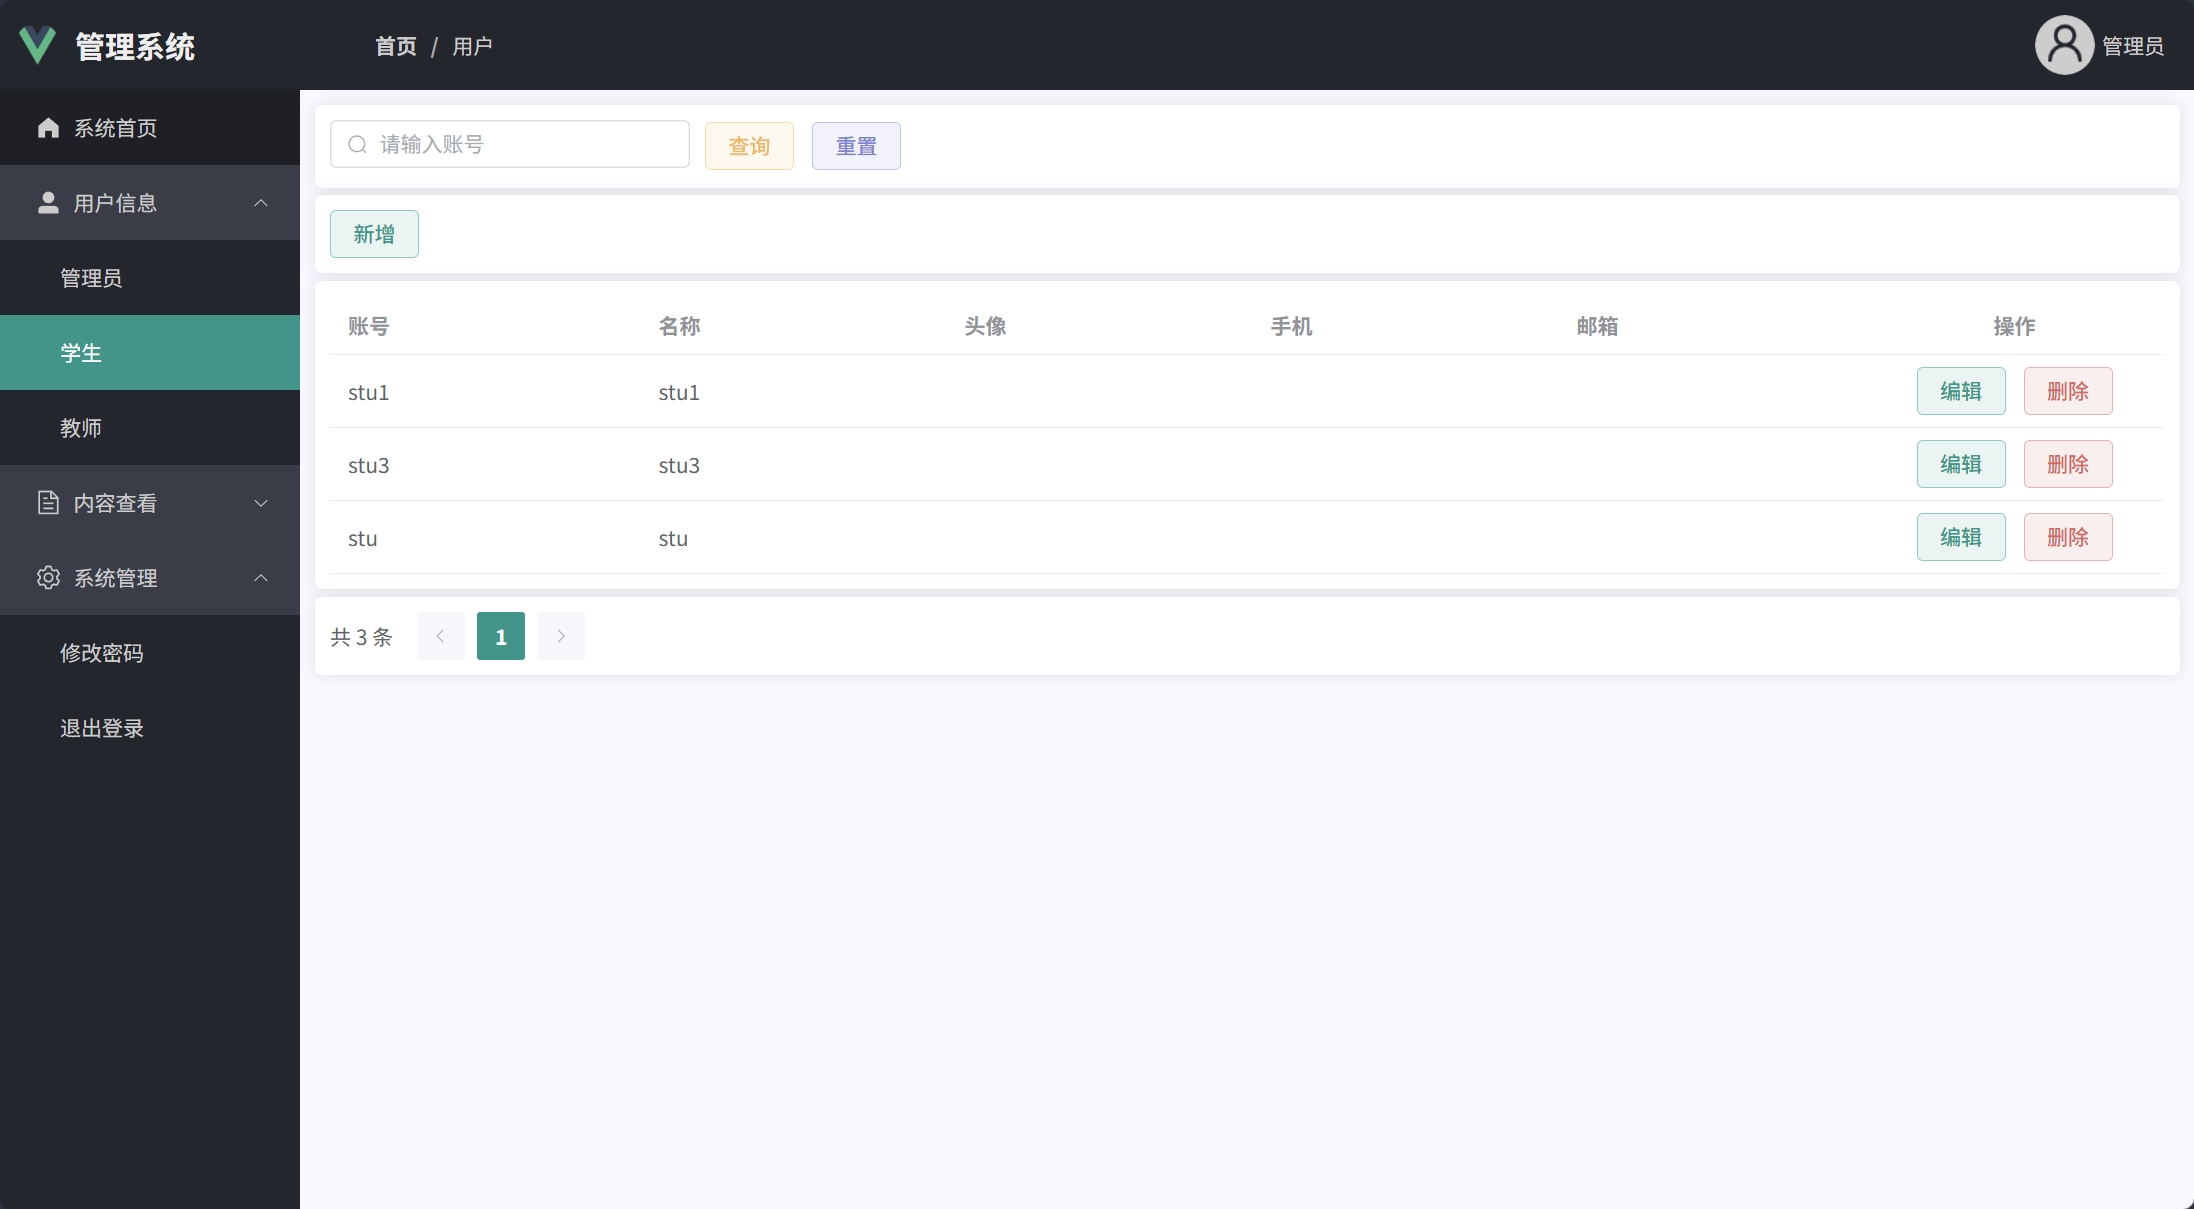 管理系统
首页 / 用户
管理员
系统首页
用户信息
管理员
学生
教师
内容查看
系统管理
修改密码
退出登录
请输入账号 查询 重置
新增
账号 名称 头像 手机 邮箱 操作
stu1 stu1 编辑 删除
stu3 stu3 编辑 删除
stu stu 编辑 删除
共 3 条 1